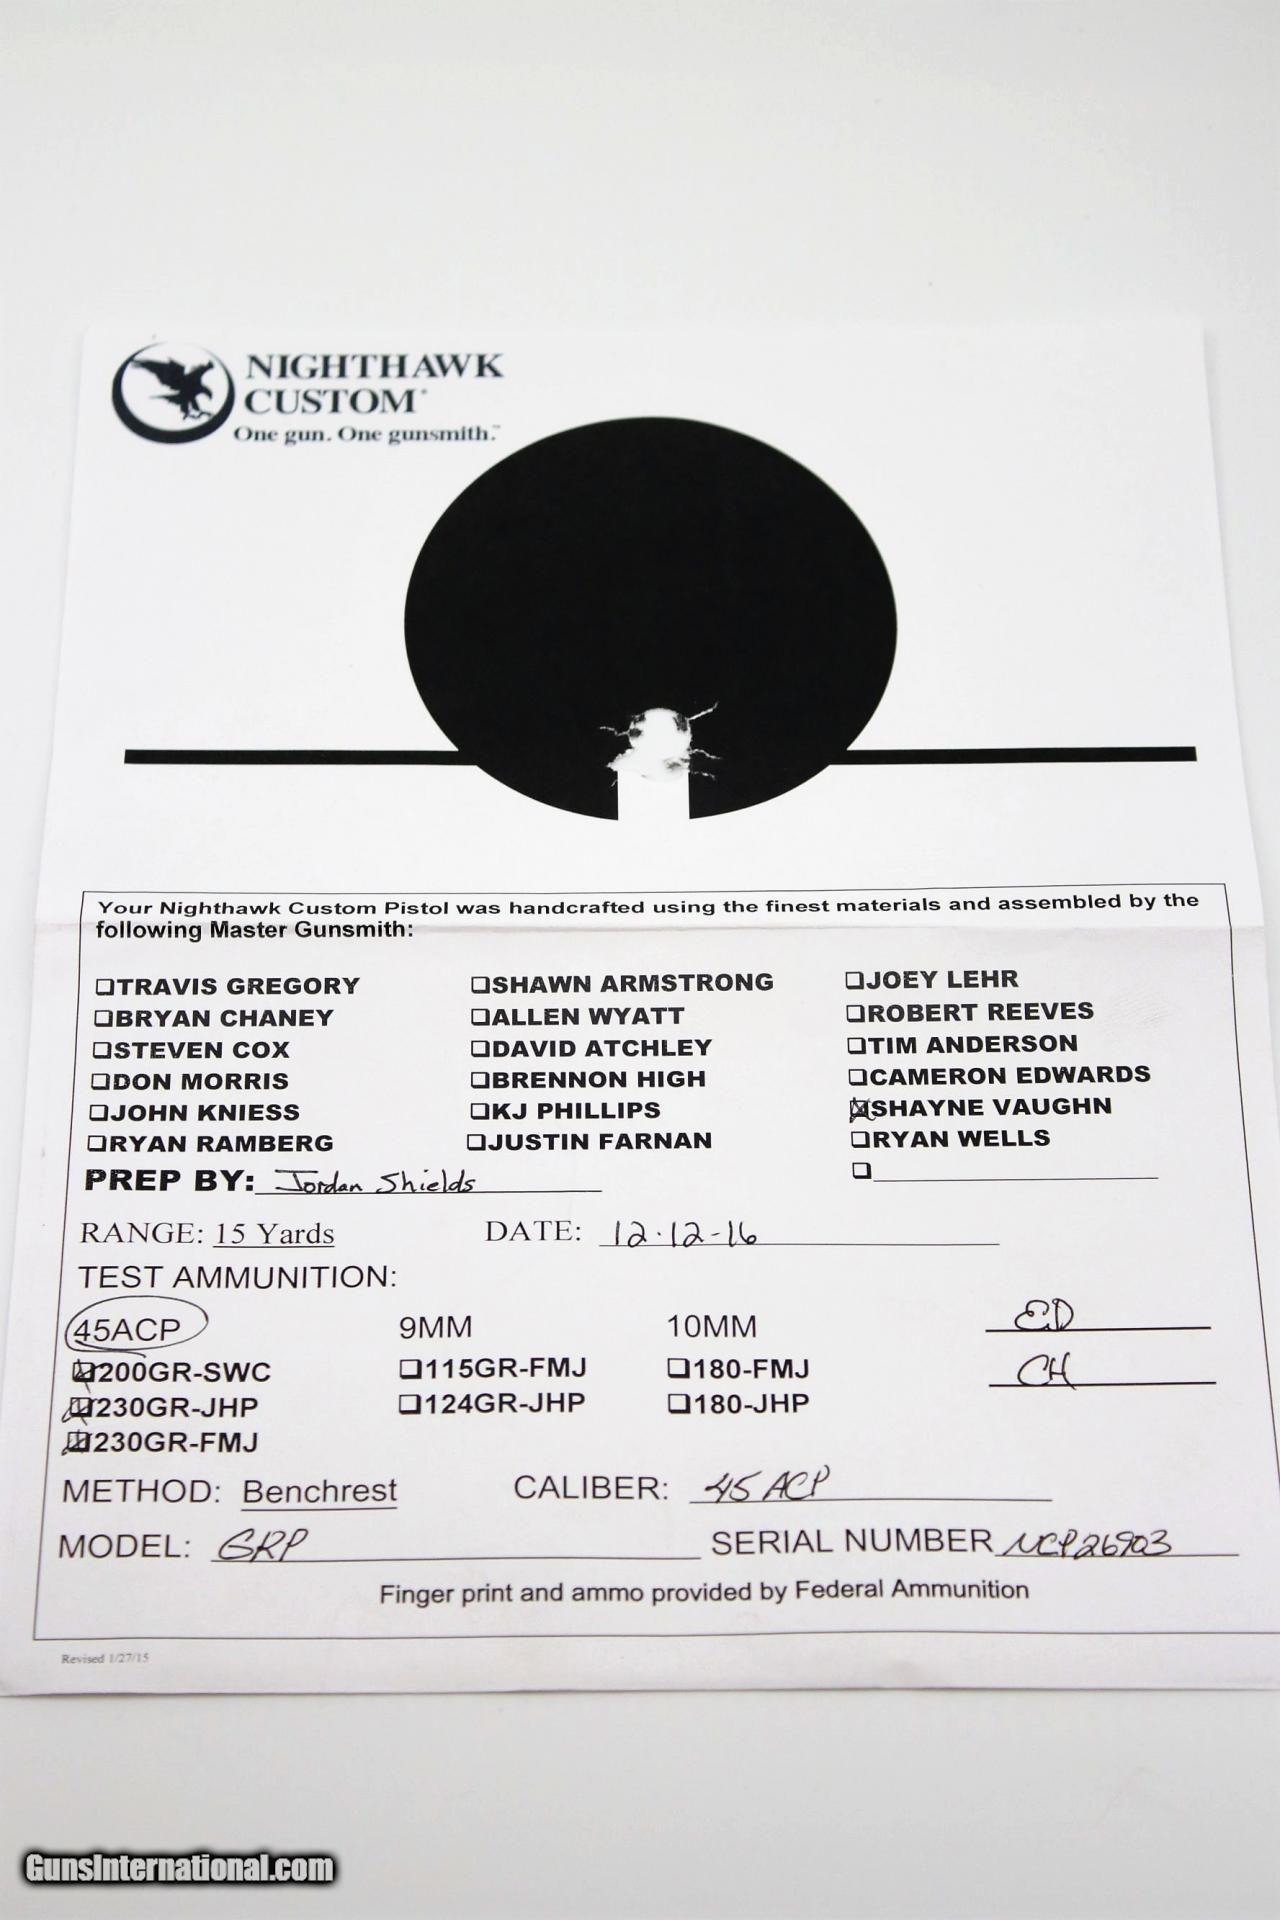 NIGHTHAWK
CUSTOM®
One gun. One gunsmith.™
Your Nighthawk Custom Pistol was handcrafted using the finest materials and assembled by the
following Master Gunsmith:
☐TRAVIS GREGORY ☐SHAWN ARMSTRONG ☐JOEY LEHR
☐BRYAN CHANEY ☐ALLEN WYATT ☐ROBERT REEVES
☐STEVEN COX ☐DAVID ATCHLEY ☐TIM ANDERSON
☐DON MORRIS ☐BRENNON HIGH ☐CAMERON EDWARDS
☐JOHN KNIESS ☐KJ PHILLIPS ☒SHAYNE VAUGHN
☐RYAN RAMBERG ☐JUSTIN FARNAN ☐RYAN WELLS
PREP BY: Jordan Shields ☐
RANGE: 15 Yards DATE: 12-12-16
TEST AMMUNITION:
45ACP 9MM 10MM ED
☒200GR-SWC ☐115GR-FMJ ☐180-FMJ CH
☒230GR-JHP ☐124GR-JHP ☐180-JHP
☒230GR-FMJ
METHOD: Benchrest CALIBER: 45 ACP
MODEL: GRP SERIAL NUMBER NCP26903
Finger print and ammo provided by Federal Ammunition
Revised 1/27/15
GunsInternational.com